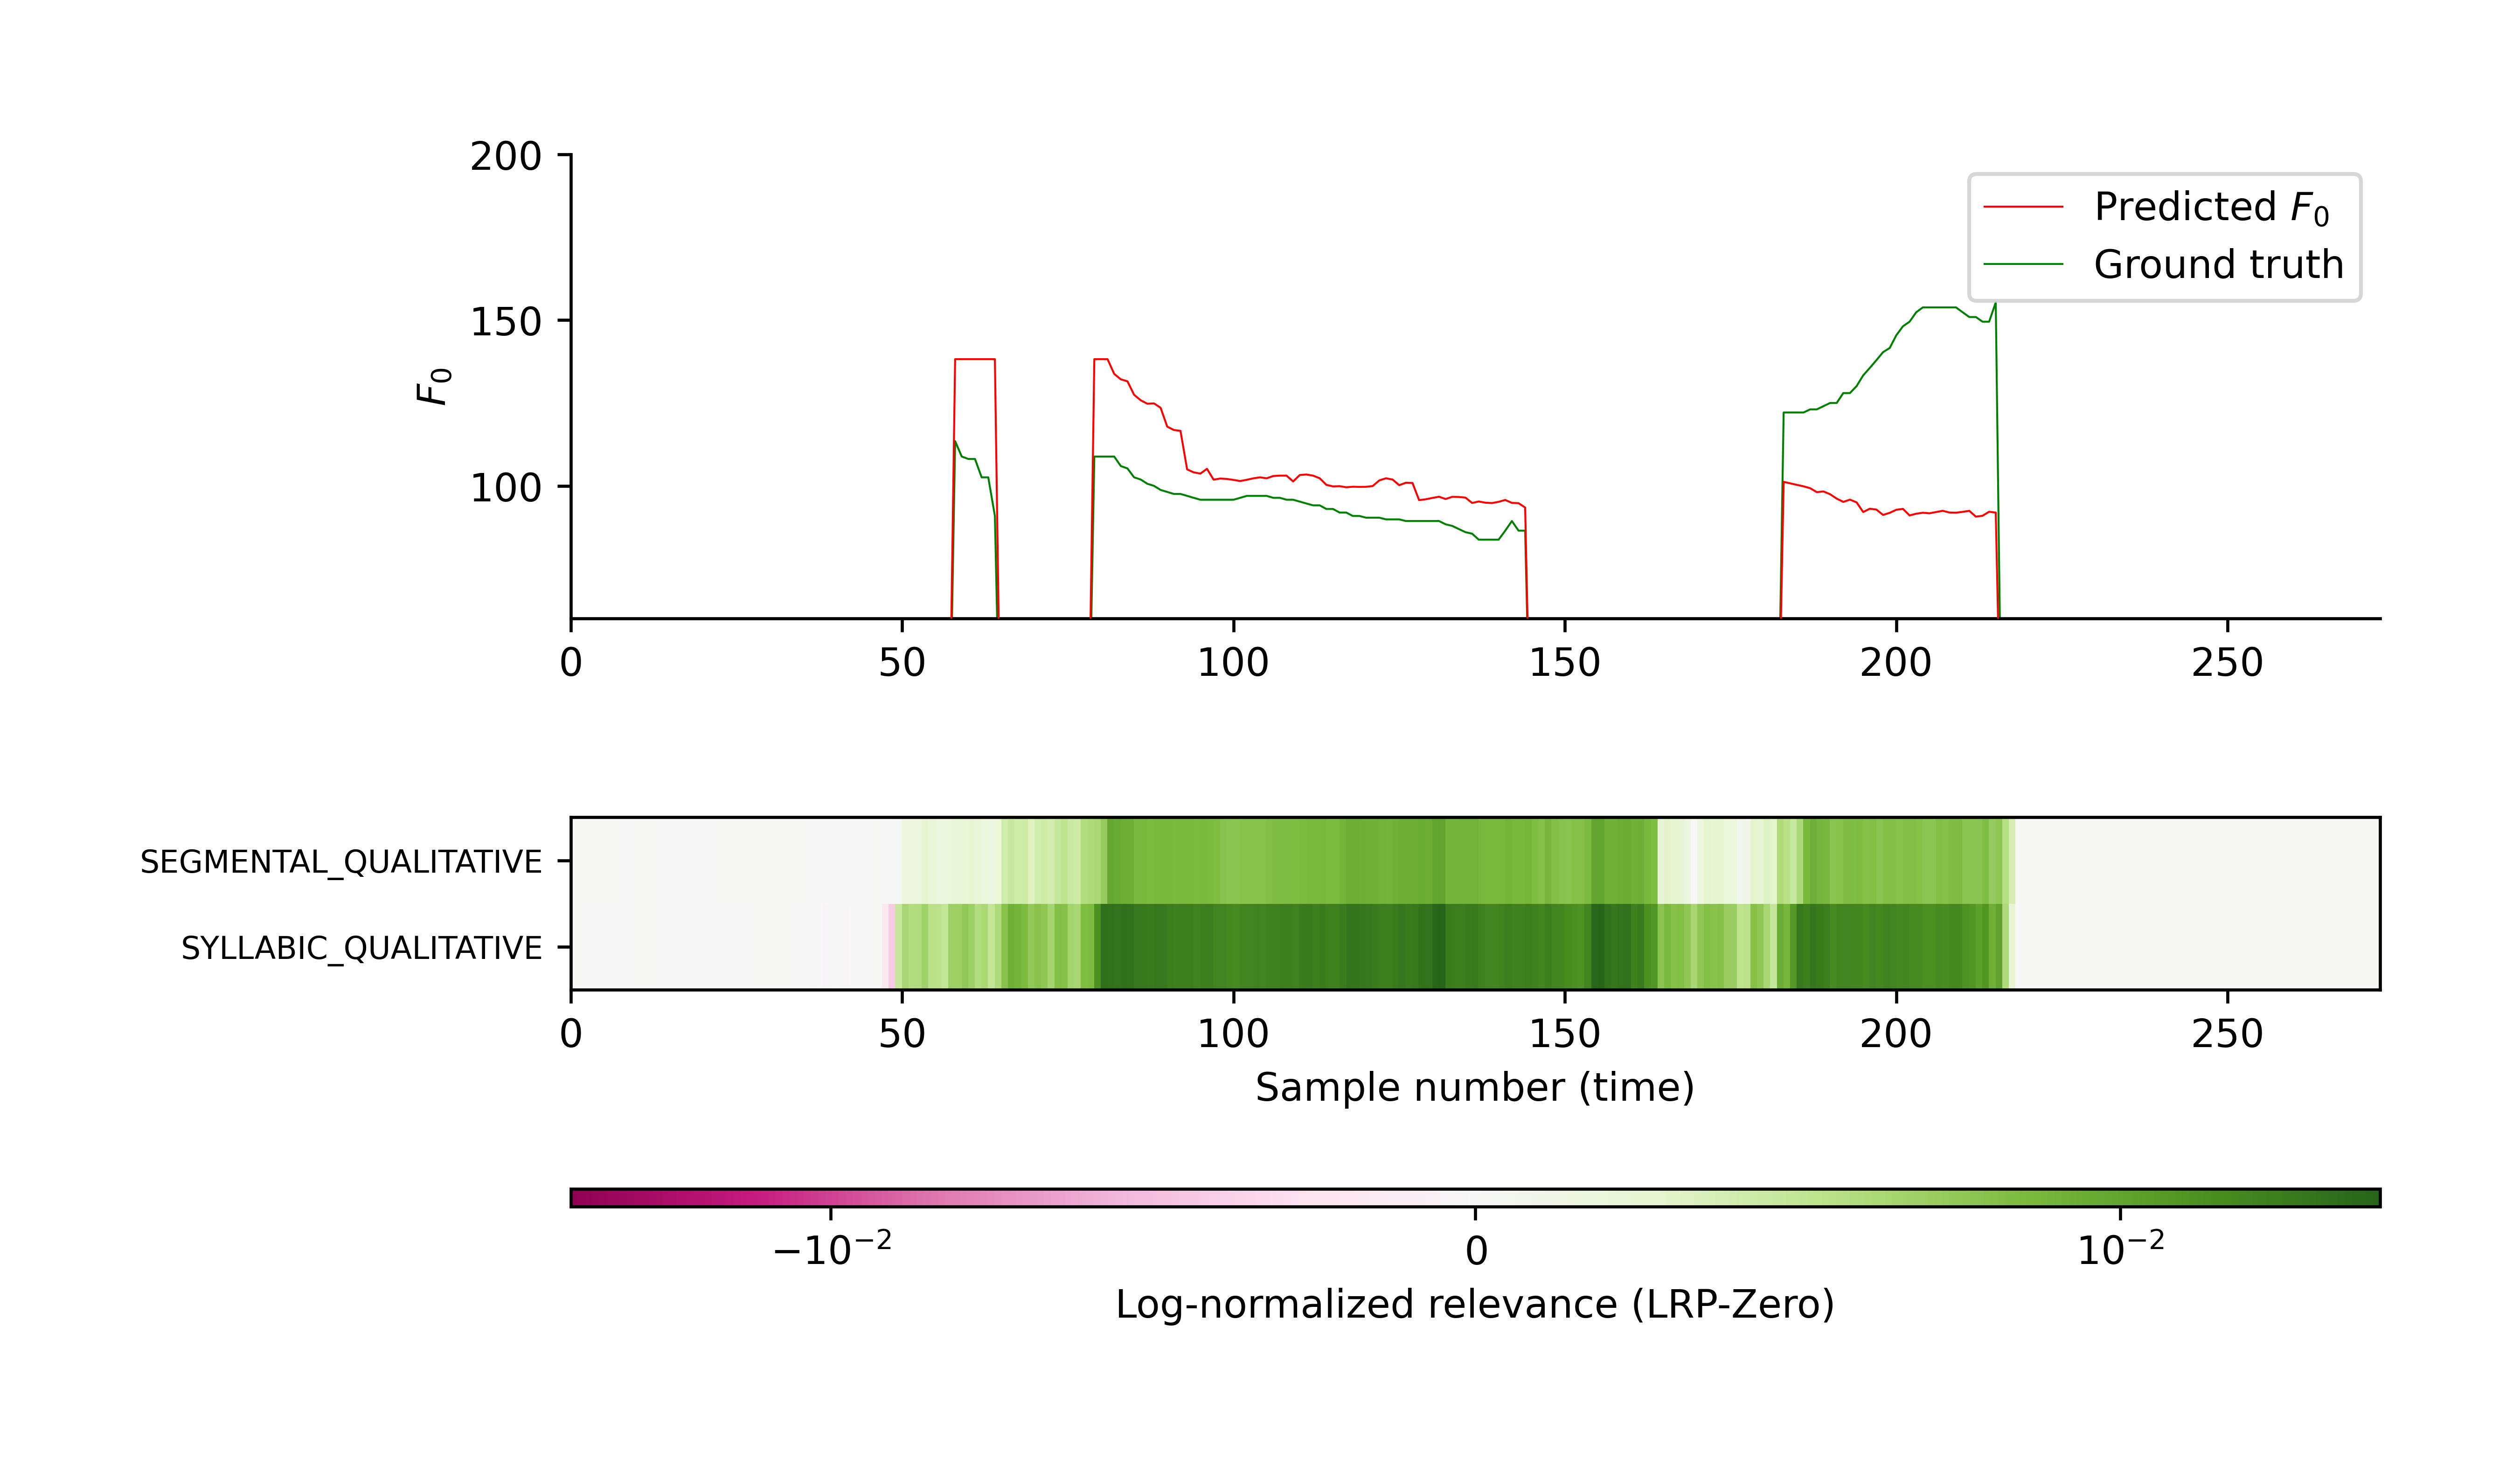 200
150
100
F₀
Predicted F₀
Ground truth
0 50 100 150 200 250
SEGMENTAL_QUALITATIVE
SYLLABIC_QUALITATIVE
0 50 100 150 200 250
Sample number (time)
−10⁻² 0 10⁻²
Log-normalized relevance (LRP-Zero)